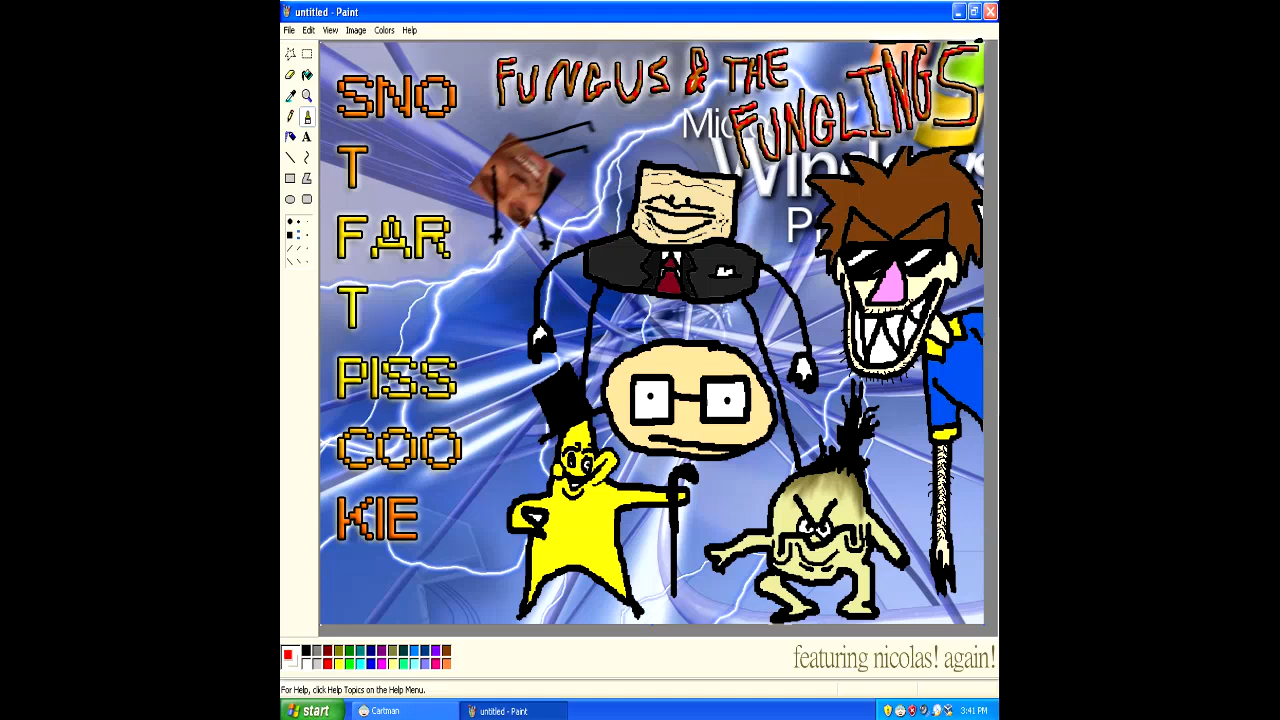 untitled - Paint
File Edit View Image Colors Help
FUNGUS & THE
FUNGLINGS
SNO
T
FAR
T
PISS
COO
KIE
Windows
featuring nicolas! again!
For Help, click Help Topics on the Help Menu.
start Cartman untitled - Paint 3:41 PM